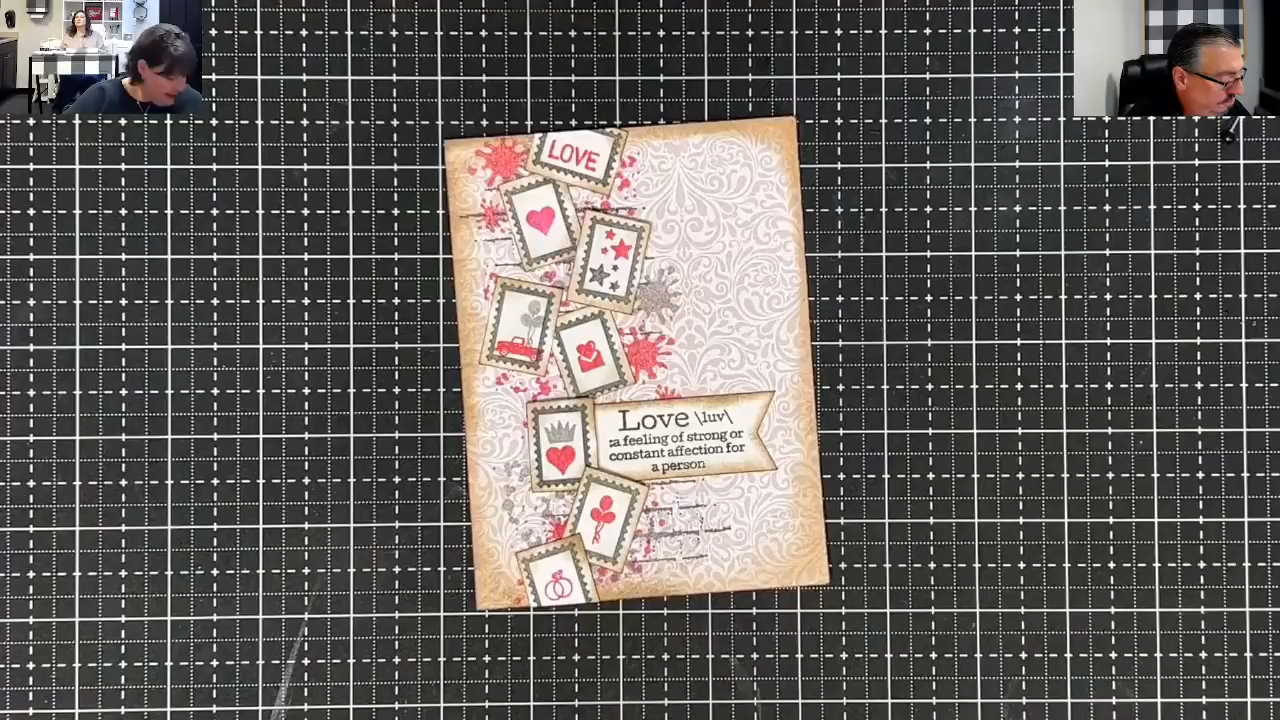 LOVE
Love \luv\
:a feeling of strong or
constant affection for
a person